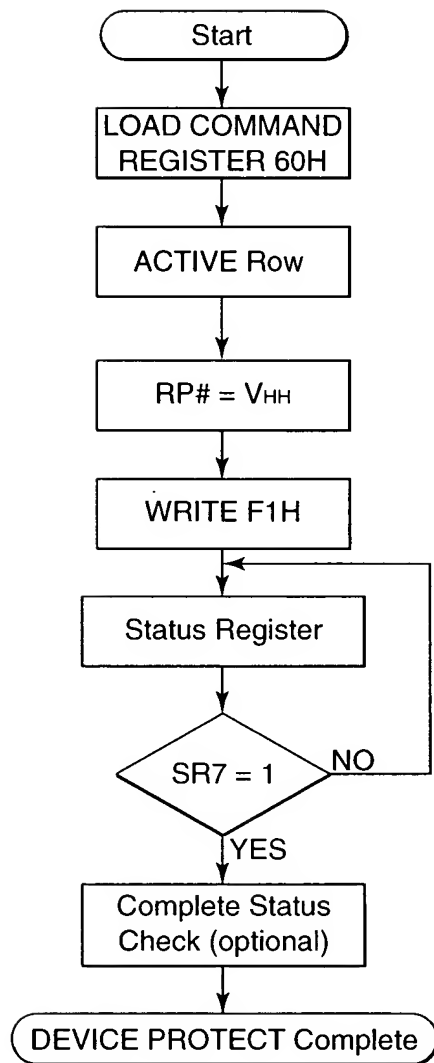 Start
LOAD COMMAND
REGISTER 60H
ACTIVE Row
RP# = VHH
WRITE F1H
Status Register
SR7 = 1
NO
YES
Complete Status
Check (optional)
DEVICE PROTECT Complete